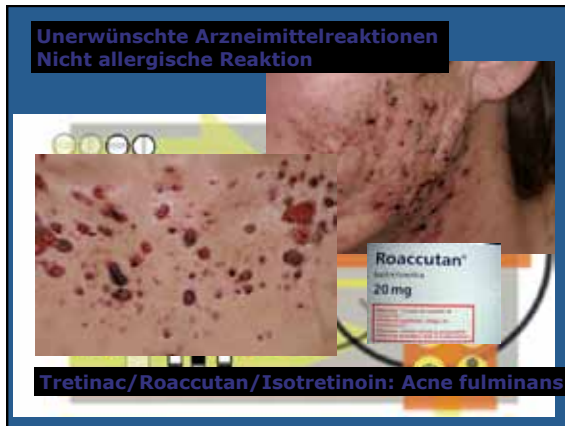 Unerwünschte Arzneimittelreaktionen
Nicht allergische Reaktion
Roaccutan®
20 mg
Tretinac/Roaccutan/Isotretinoin: Acne fulminans